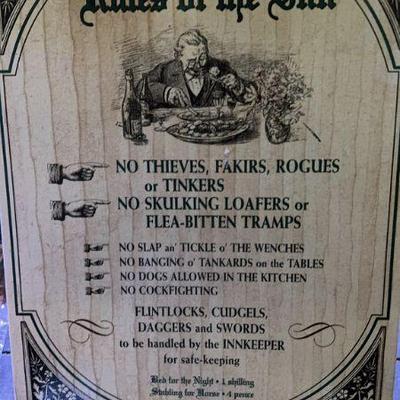 Rules of the Inn
NO THIEVES, FAKIRS, ROGUES
or TINKERS
NO SKULKING LOAFERS or
FLEA-BITTEN TRAMPS
NO SLAP an' TICKLE o' THE WENCHES
NO BANGING o' TANKARDS on the TABLES
NO DOGS ALLOWED IN THE KITCHEN
NO COCKFIGHTING
FLINTLOCKS, CUDGELS,
DAGGERS and SWORDS
to be handled by the INNKEEPER
for safe-keeping
Bed for the Night • 1 shilling
Stabling for Horse • 4 pence